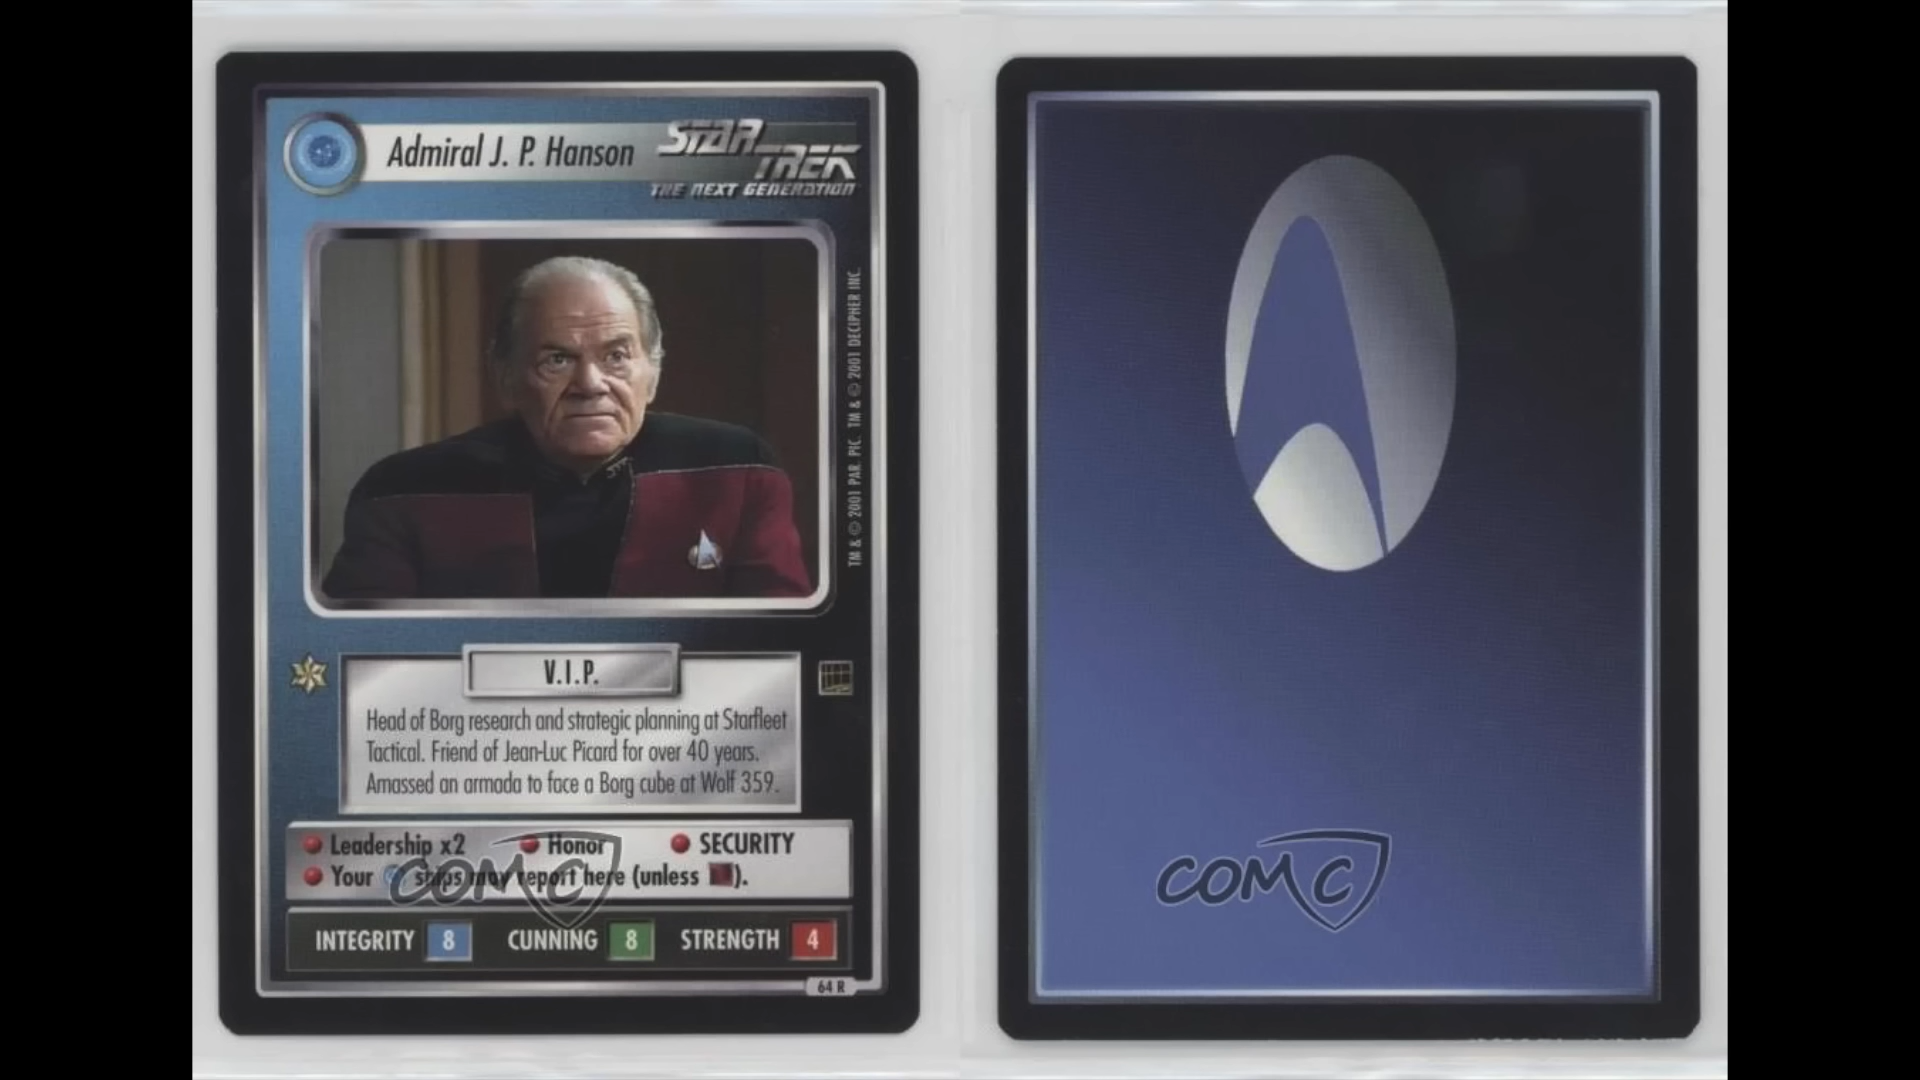 Admiral J. P. Hanson
STAR TREK
THE NEXT GENERATION
TM & © 2001 PAR. PIC. TM & © 2001 DECIPHER INC.
V.I.P.
Head of Borg research and strategic planning at Starfleet
Tactical. Friend of Jean-Luc Picard for over 40 years.
Amassed an armada to face a Borg cube at Wolf 359.
Leadership x2 Honor SECURITY
Your ships may report here (unless ).
INTEGRITY 8 CUNNING 8 STRENGTH 4
64 R
COMC
COMC